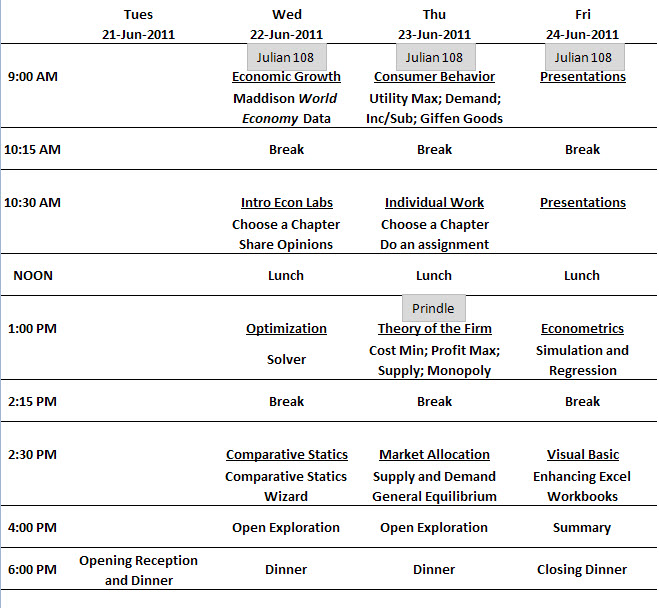 Tues Wed Thu Fri
21-Jun-2011 22-Jun-2011 23-Jun-2011 24-Jun-2011
Julian 108 Julian 108 Julian 108
9:00 AM Economic Growth Consumer Behavior Presentations
Maddison World Utility Max; Demand;
Economy Data Inc/Sub; Giffen Goods
10:15 AM Break Break Break
10:30 AM Intro Econ Labs Individual Work Presentations
Choose a Chapter Choose a Chapter
Share Opinions Do an assignment
NOON Lunch Lunch Lunch
Prindle
1:00 PM Optimization Theory of the Firm Econometrics
Solver Cost Min; Profit Max; Simulation and
Supply; Monopoly Regression
2:15 PM Break Break Break
2:30 PM Comparative Statics Market Allocation Visual Basic
Comparative Statics Supply and Demand Enhancing Excel
Wizard General Equilibrium Workbooks
4:00 PM Open Exploration Open Exploration Summary
6:00 PM Opening Reception Dinner Dinner Closing Dinner
and Dinner